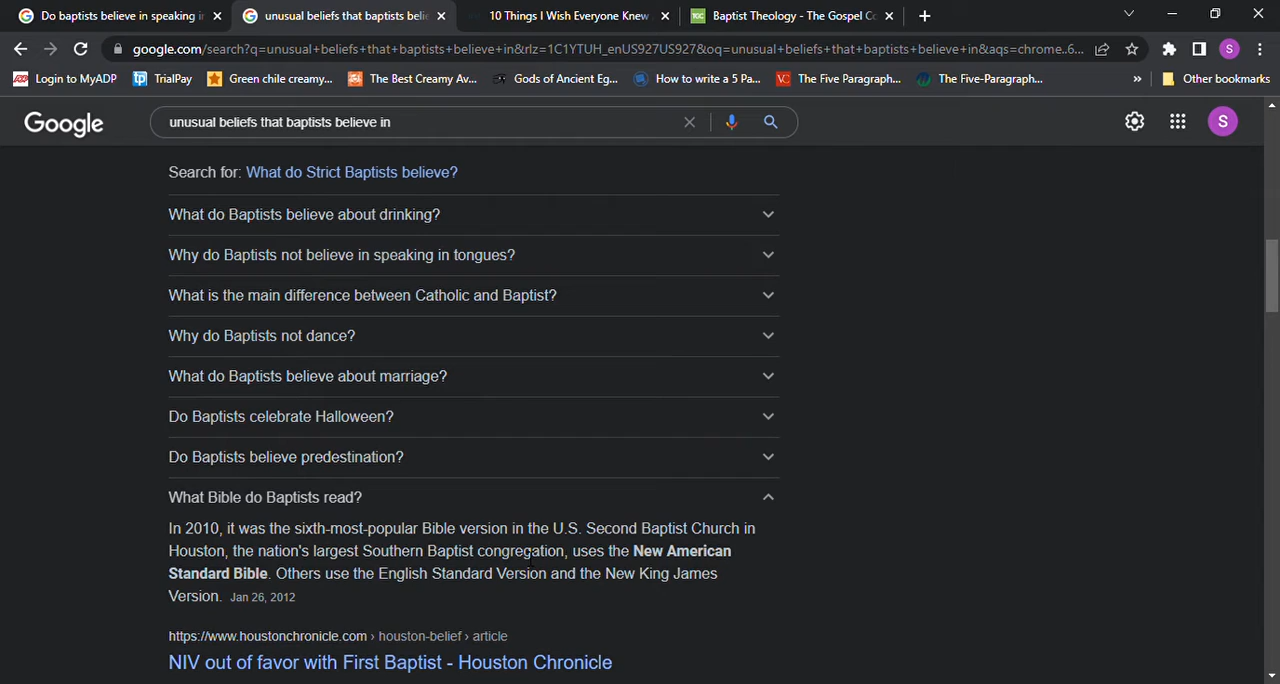 Do baptists believe in speaking i
unusual beliefs that baptists beli
10 Things I Wish Everyone Knew
TGC Baptist Theology - The Gospel C
google.com/search?q=unusual+beliefs+that+baptists+believe+in&rlz=1C1YTUH_enUS927US927&oq=unusual+beliefs+that+baptists+believe+in&aqs=chrome..6... S
ADP Login to MyADP
tp TrialPay
Green chile creamy...
The Best Creamy Av...
Gods of Ancient Eg...
How to write a 5 Pa...
VC The Five Paragraph...
The Five-Paragraph...
» Other bookmarks
Google
unusual beliefs that baptists believe in
S
Search for: What do Strict Baptists believe?
What do Baptists believe about drinking?
Why do Baptists not believe in speaking in tongues?
What is the main difference between Catholic and Baptist?
Why do Baptists not dance?
What do Baptists believe about marriage?
Do Baptists celebrate Halloween?
Do Baptists believe predestination?
What Bible do Baptists read?
In 2010, it was the sixth-most-popular Bible version in the U.S. Second Baptist Church in
Houston, the nation's largest Southern Baptist congregation, uses the New American
Standard Bible. Others use the English Standard Version and the New King James
Version. Jan 26, 2012
https://www.houstonchronicle.com › houston-belief › article
NIV out of favor with First Baptist - Houston Chronicle